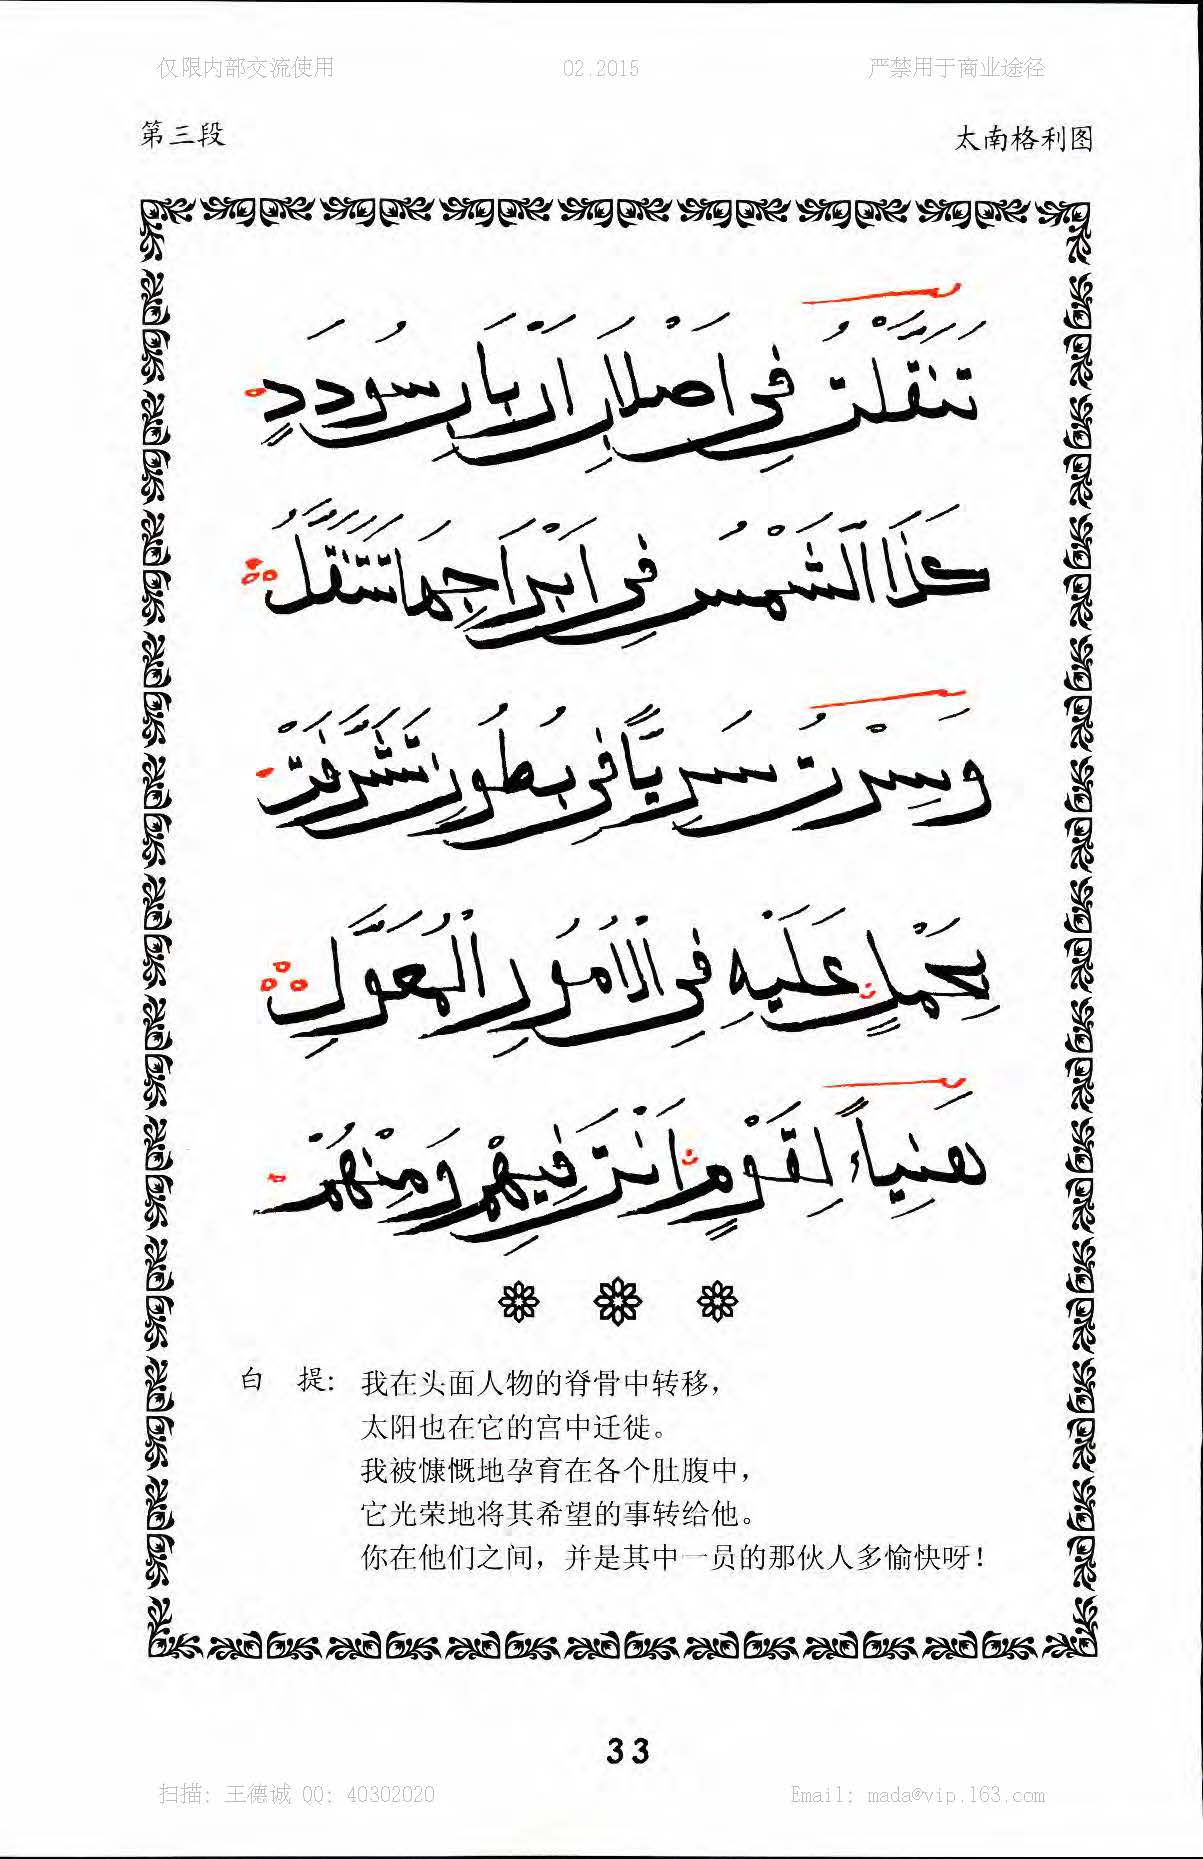 仅限内部交流使用 02.2015 严禁用于商业途径
第三段 太南格利图
تَنَقَّلْتُ فِى اَصْلَابِ اَرْبَابِ سُودَدٍ
كَذَا الشَّمْسُ فِى اَبْرَاجِهَا تَتَنَقَّلُ
وَسِرْتُ سَرِيًّا فِى بُطُونٍ تَشَرَّفَتْ
بِحَمْلٍ عَلَيْهِ فِى الْاُمُورِ الْمُعَوَّلِ
هَنِيأً لِقَوْمٍ اَنْتَ فِيهِمْ وَمِنْهُمْ
白 提: 我在头面人物的脊骨中转移,
太阳也在它的宫中迁徙。
我被慷慨地孕育在各个肚腹中,
它光荣地将其希望的事转给他。
你在他们之间, 并是其中一员的那伙人多愉快呀!
33
扫描: 王德诚 QQ: 40302020 Email: mada@vip.163.com